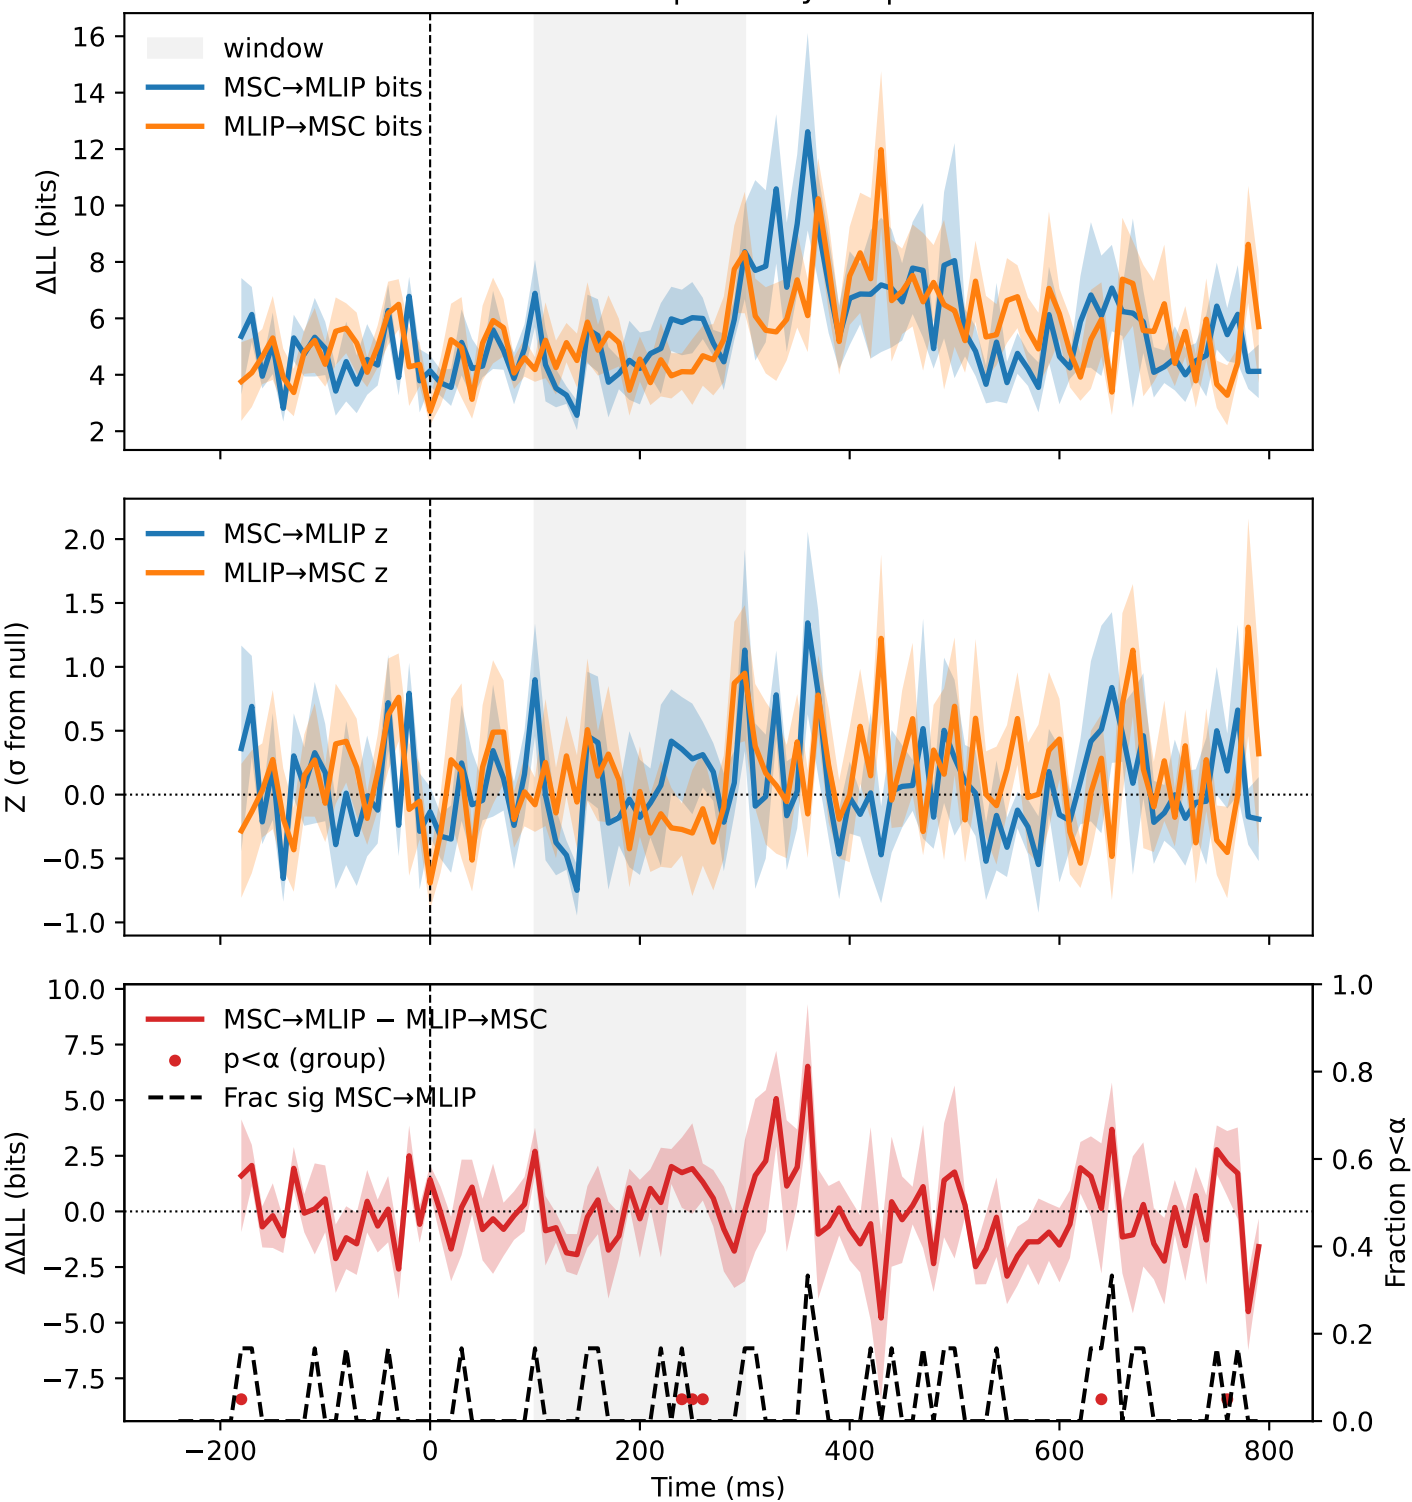 16
14
12
10
8
6
4
2
ΔLL (bits)
window
MSC→MLIP bits
MLIP→MSC bits
2.0
1.5
1.0
0.5
0.0
−0.5
−1.0
Z (σ from null)
MSC→MLIP z
MLIP→MSC z
10.0
7.5
5.0
2.5
0.0
−2.5
−5.0
−7.5
ΔΔLL (bits)
MSC→MLIP − MLIP→MSC
p<α (group)
Frac sig MSC→MLIP
1.0
0.8
0.6
0.4
0.2
0.0
Fraction p<α
−200 0 200 400 600 800
Time (ms)